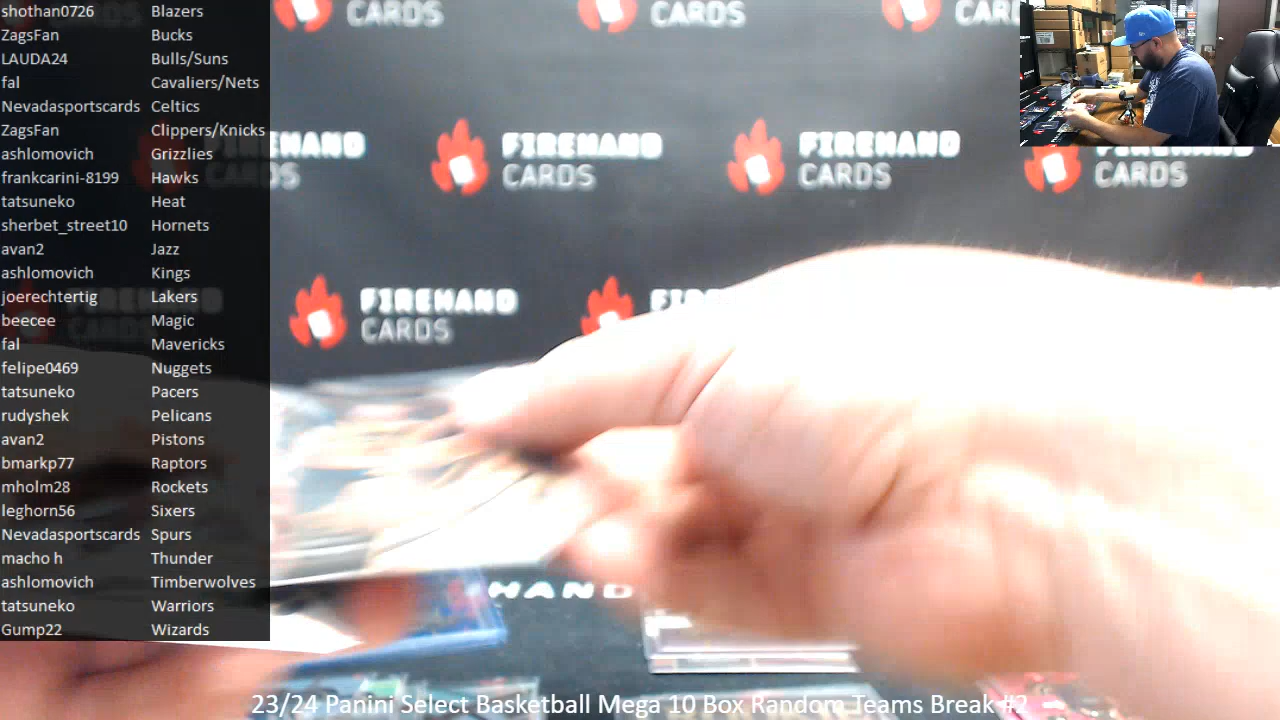 shothan0726 Blazers
ZagsFan Bucks
LAUDA24 Bulls/Suns
fal Cavaliers/Nets
Nevadasportscards Celtics
ZagsFan Clippers/Knicks
ashlomovich Grizzlies
frankcarini-8199 Hawks
tatsuneko Heat
sherbet_street10 Hornets
avan2 Jazz
ashlomovich Kings
joerechtertig Lakers
beecee Magic
fal Mavericks
felipe0469 Nuggets
tatsuneko Pacers
rudyshek Pelicans
avan2 Pistons
bmarkp77 Raptors
mholm28 Rockets
leghorn56 Sixers
Nevadasportscards Spurs
macho h Thunder
ashlomovich Timberwolves
tatsuneko Warriors
Gump22 Wizards
CARDS CARDS
FIREHAND FIREHAND
CARDS CARDS CARDS
FIREHAND
CARDS
FIREHAND
CARDS
HAND
23/24 Panini Select Basketball Mega 10 Box Random Teams Break #2